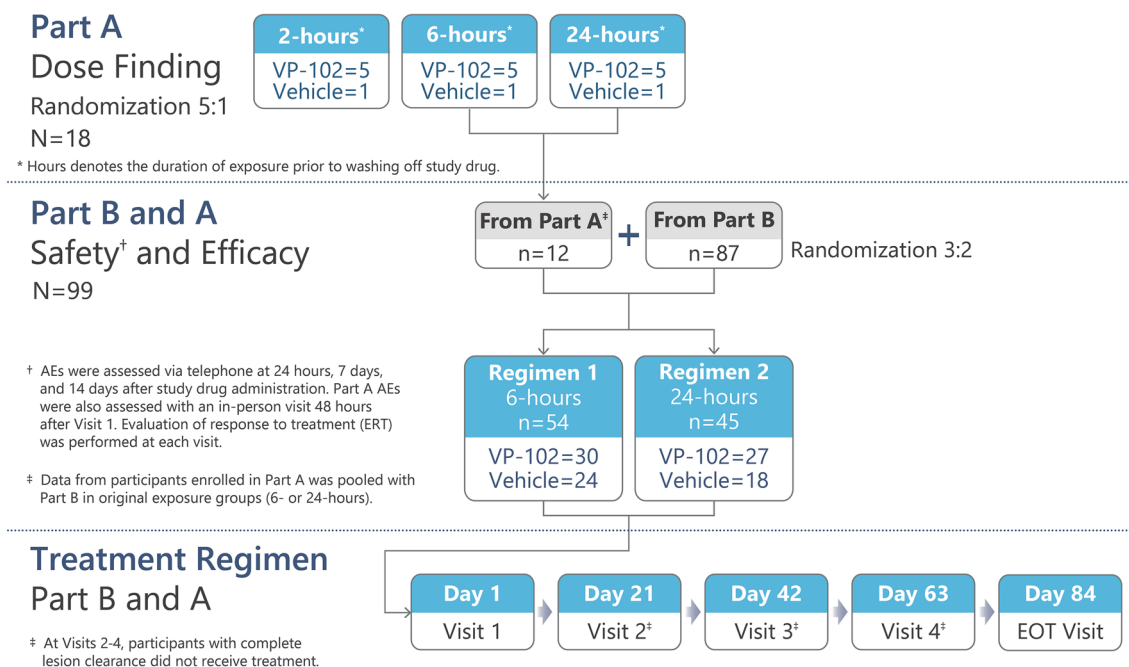 Part A
Dose Finding
Randomization 5:1
N=18
2-hours*
VP-102=5
Vehicle=1
6-hours*
VP-102=5
Vehicle=1
24-hours*
VP-102=5
Vehicle=1
* Hours denotes the duration of exposure prior to washing off study drug.
Part B and A
Safety† and Efficacy
N=99
From Part A‡
n=12
+
From Part B
n=87
Randomization 3:2
† AEs were assessed via telephone at 24 hours, 7 days,
and 14 days after study drug administration. Part A AEs
were also assessed with an in-person visit 48 hours
after Visit 1. Evaluation of response to treatment (ERT)
was performed at each visit.
‡ Data from participants enrolled in Part A was pooled with
Part B in original exposure groups (6- or 24-hours).
Regimen 1
6-hours
n=54
VP-102=30
Vehicle=24
Regimen 2
24-hours
n=45
VP-102=27
Vehicle=18
Treatment Regimen
Part B and A
‡ At Visits 2-4, participants with complete
lesion clearance did not receive treatment.
Day 1
Visit 1
Day 21
Visit 2‡
Day 42
Visit 3‡
Day 63
Visit 4‡
Day 84
EOT Visit